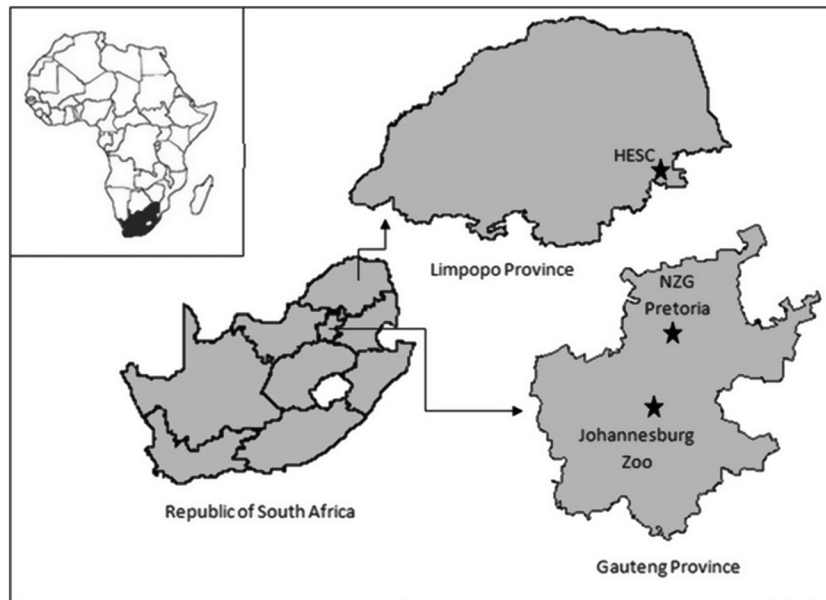 HESC
Limpopo Province
NZG
Pretoria
Johannesburg
Zoo
Republic of South Africa
Gauteng Province